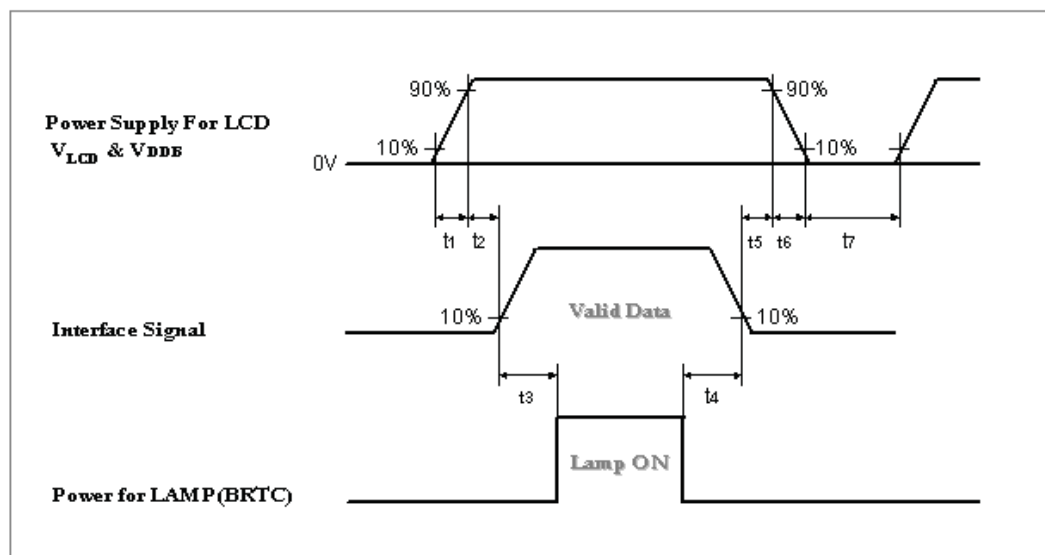 90%
90%
Power Supply For LCD
VLCD & VDDB
10%
10%
0V
t1
t2
t5
t6
t7
Valid Data
10%
10%
Interface Signal
t3
t4
Lamp ON
Power for LAMP(BRTC)